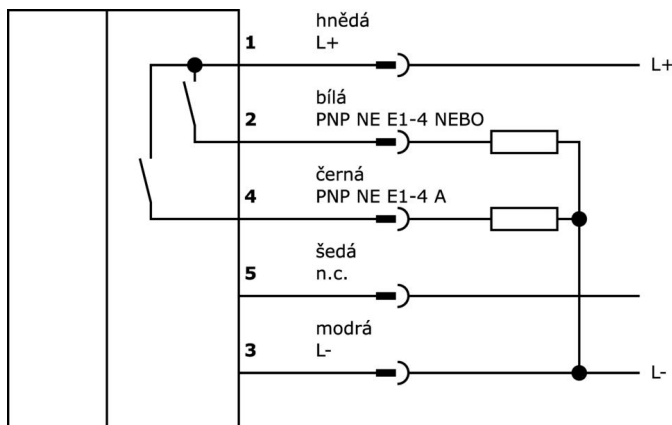 hnědá
1 L+
L+
bílá
2 PNP NE E1-4 NEBO
černá
4 PNP NE E1-4 A
šedá
5 n.c.
modrá
3 L-
L-